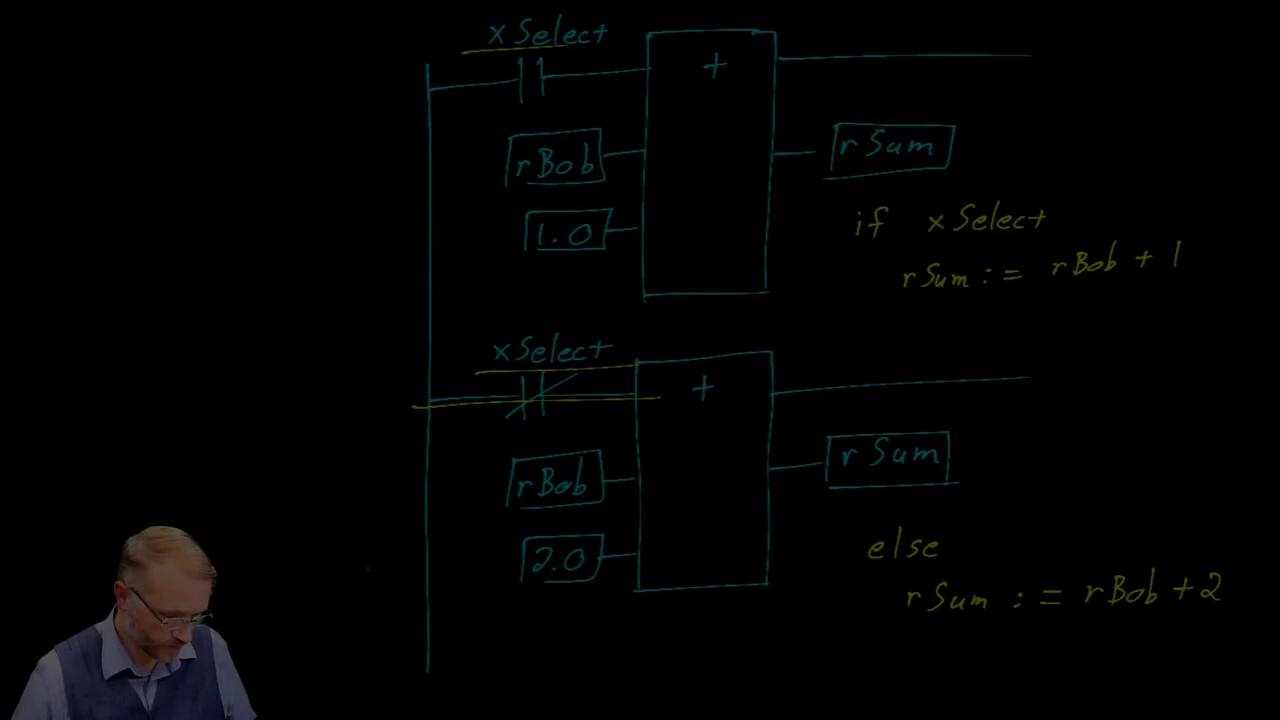 xSelect
+
rBob
rSum
1.0
if xSelect
rSum := rBob + 1
xSelect
+
rBob
rSum
2.0
else
rSum := rBob + 2